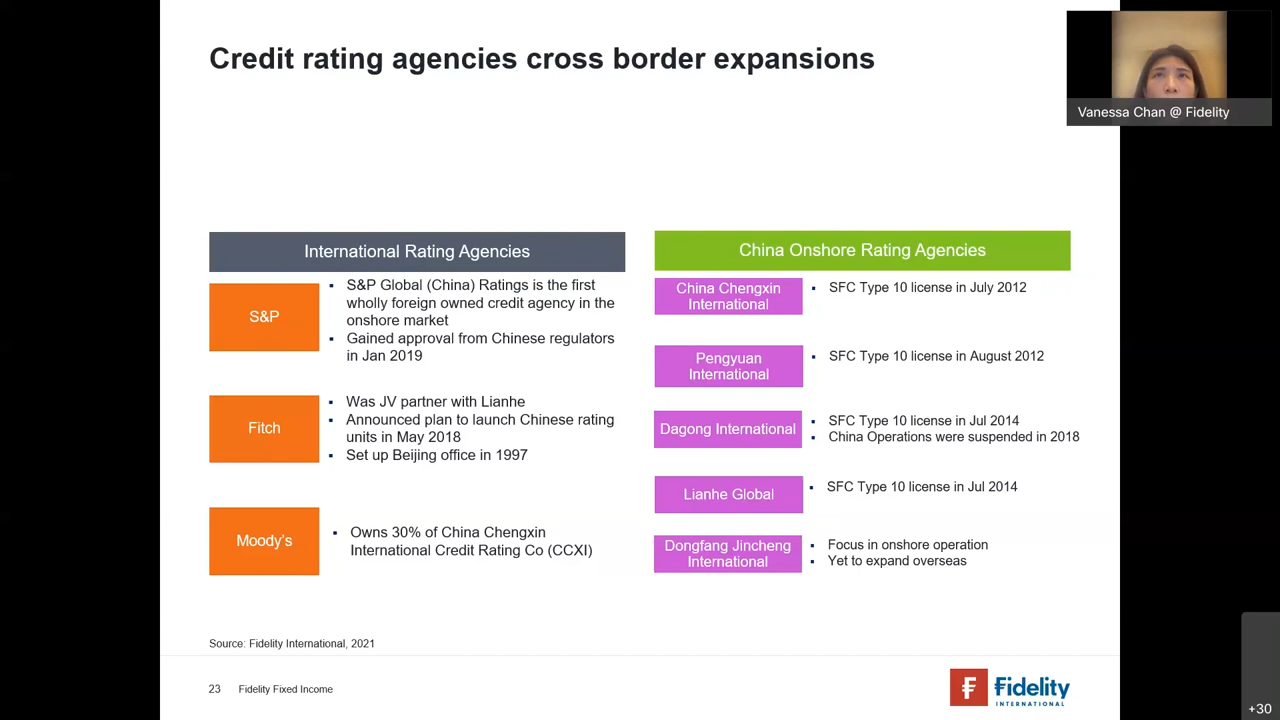 Credit rating agencies cross border expansions
Vanessa Chan @ Fidelity
International Rating Agencies
S&P
▪ S&P Global (China) Ratings is the first
wholly foreign owned credit agency in the
onshore market
▪ Gained approval from Chinese regulators
in Jan 2019
Fitch
▪ Was JV partner with Lianhe
▪ Announced plan to launch Chinese rating
units in May 2018
▪ Set up Beijing office in 1997
Moody's
▪ Owns 30% of China Chengxin
International Credit Rating Co (CCXI)
China Onshore Rating Agencies
China Chengxin
International
▪ SFC Type 10 license in July 2012
Pengyuan
International
▪ SFC Type 10 license in August 2012
Dagong International
▪ SFC Type 10 license in Jul 2014
▪ China Operations were suspended in 2018
Lianhe Global
▪ SFC Type 10 license in Jul 2014
Dongfang Jincheng
International
▪ Focus in onshore operation
▪ Yet to expand overseas
Source: Fidelity International, 2021
23 Fidelity Fixed Income
Fidelity
INTERNATIONAL
+30